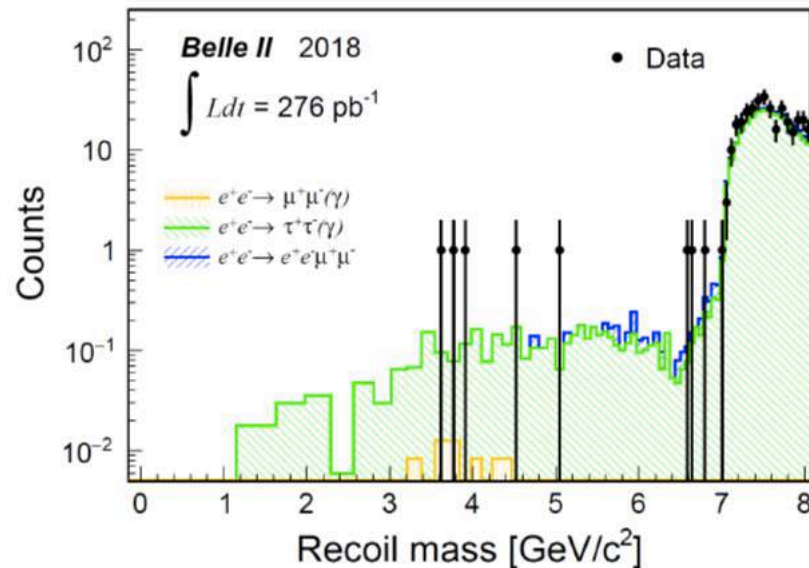 Belle II 2018
∫ Ldt = 276 pb⁻¹
Data
e⁺e⁻→ μ⁺μ⁻(γ)
e⁺e⁻→ τ⁺τ⁻(γ)
e⁺e⁻→ e⁺e⁻μ⁺μ⁻
Counts
10²
10
1
10⁻¹
10⁻²
0 1 2 3 4 5 6 7 8
Recoil mass [GeV/c²]